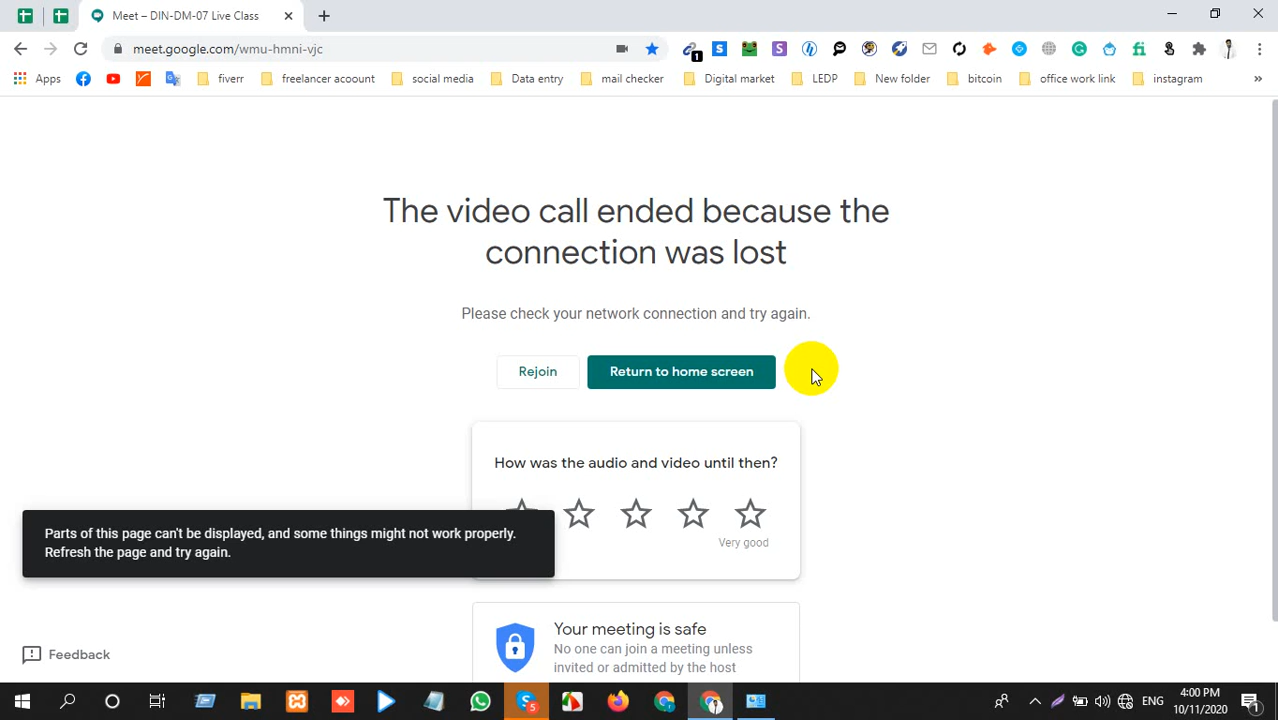 Meet – DIN-DM-07 Live Class
meet.google.com/wmu-hmni-vjc
1
Apps
fiverr
freelancer acoount
social media
Data entry
mail checker
Digital market
LEDP
New folder
bitcoin
office work link
instagram
The video call ended because the
connection was lost
Please check your network connection and try again.
Rejoin
Return to home screen
How was the audio and video until then?
Very good
Parts of this page can't be displayed, and some things might not work properly.
Refresh the page and try again.
Your meeting is safe
No one can join a meeting unless
invited or admitted by the host
Feedback
5
ENG
4:00 PM
10/11/2020
1